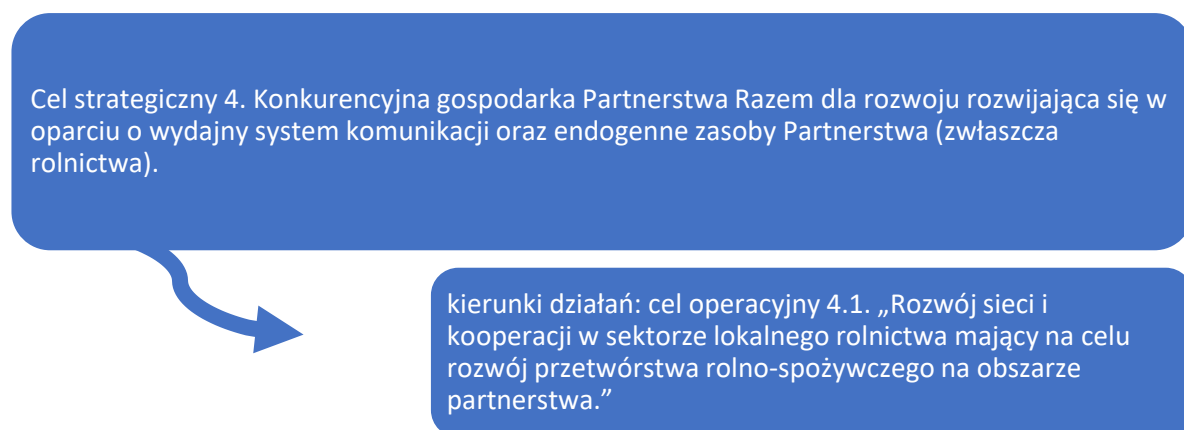 Cel strategiczny 4. Konkurencyjna gospodarka Partnerstwa Razem dla rozwoju rozwijająca się w
oparciu o wydajny system komunikacji oraz endogenne zasoby Partnerstwa (zwłaszcza
rolnictwa).
kierunki działań: cel operacyjny 4.1. „Rozwój sieci i
kooperacji w sektorze lokalnego rolnictwa mający na celu
rozwój przetwórstwa rolno-spożywczego na obszarze
partnerstwa.”